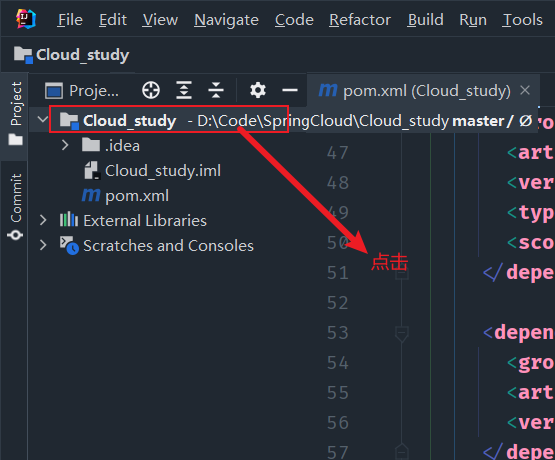 File Edit View Navigate Code Refactor Build Run Tools
Cloud_study
Project
Commit
Proje...
pom.xml (Cloud_study)
Cloud_study - D:\Code\SpringCloud\Cloud_study master / Ø
.idea
Cloud_study.iml
pom.xml
External Libraries
Scratches and Consoles
点击
47 <art
48 <ver
49 <typ
50 <sco
51 </depe
52
53 <depen
54 <gro
55 <art
56 <ver
57 </depe